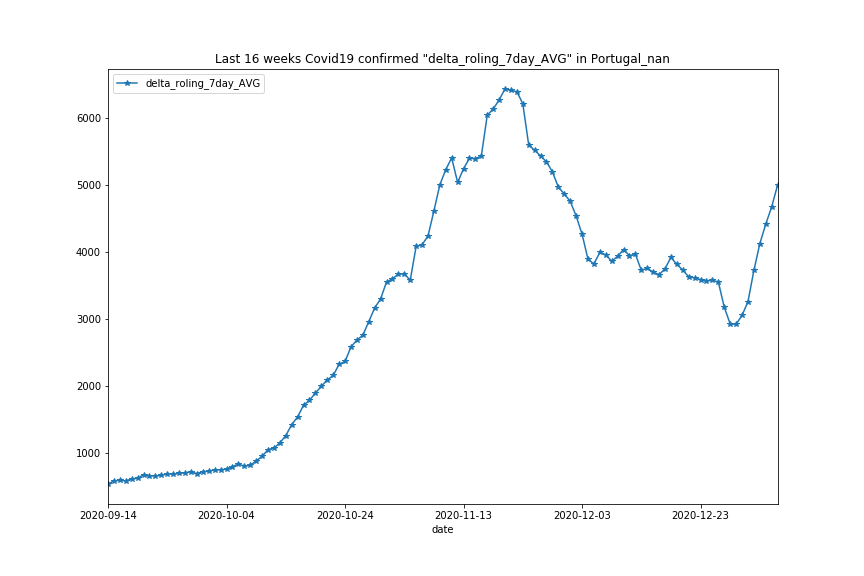 Last 16 weeks Covid19 confirmed "delta_roling_7day_AVG" in Portugal_nan
delta_roling_7day_AVG
6000
5000
4000
3000
2000
1000
2020-09-14 2020-10-04 2020-10-24 2020-11-13 2020-12-03 2020-12-23
date